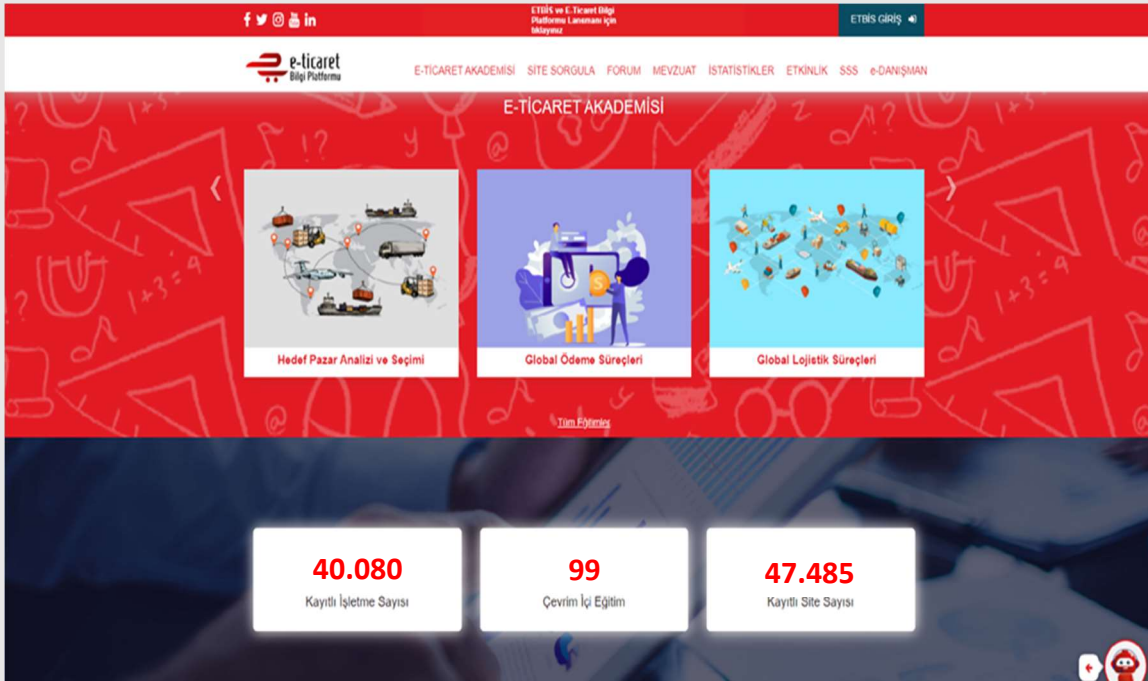 ETBİS ve E.Ticaret Bilgi
Platformu Lansmanı için
tıklayınız
ETBİS GİRİŞ
e-ticaret
Bilgi Platformu
E-TİCARET AKADEMİSİ SİTE SORGULA FORUM MEVZUAT İSTATİSTİKLER ETKİNLİK SSS e-DANIŞMAN
E-TİCARET AKADEMİSİ
Hedef Pazar Analizi ve Seçimi
Global Ödeme Süreçleri
Global Lojistik Süreçleri
Tüm Eğitimler
40.080
Kayıtlı İşletme Sayısı
99
Çevrim İçi Eğitim
47.485
Kayıtlı Site Sayısı